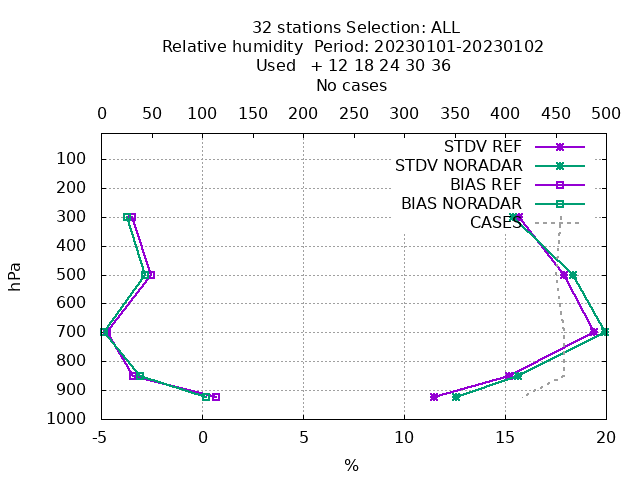 32 stations Selection: ALL
Relative humidity  Period: 20230101-20230102
Used   + 12 18 24 30 36
No cases
0 50 100 150 200 250 300 350 400 450 500
STDV REF
STDV NORADAR
BIAS REF
BIAS NORADAR
CASES
100
200
300
400
500
600
700
800
900
1000
hPa
-5 0 5 10 15 20
%